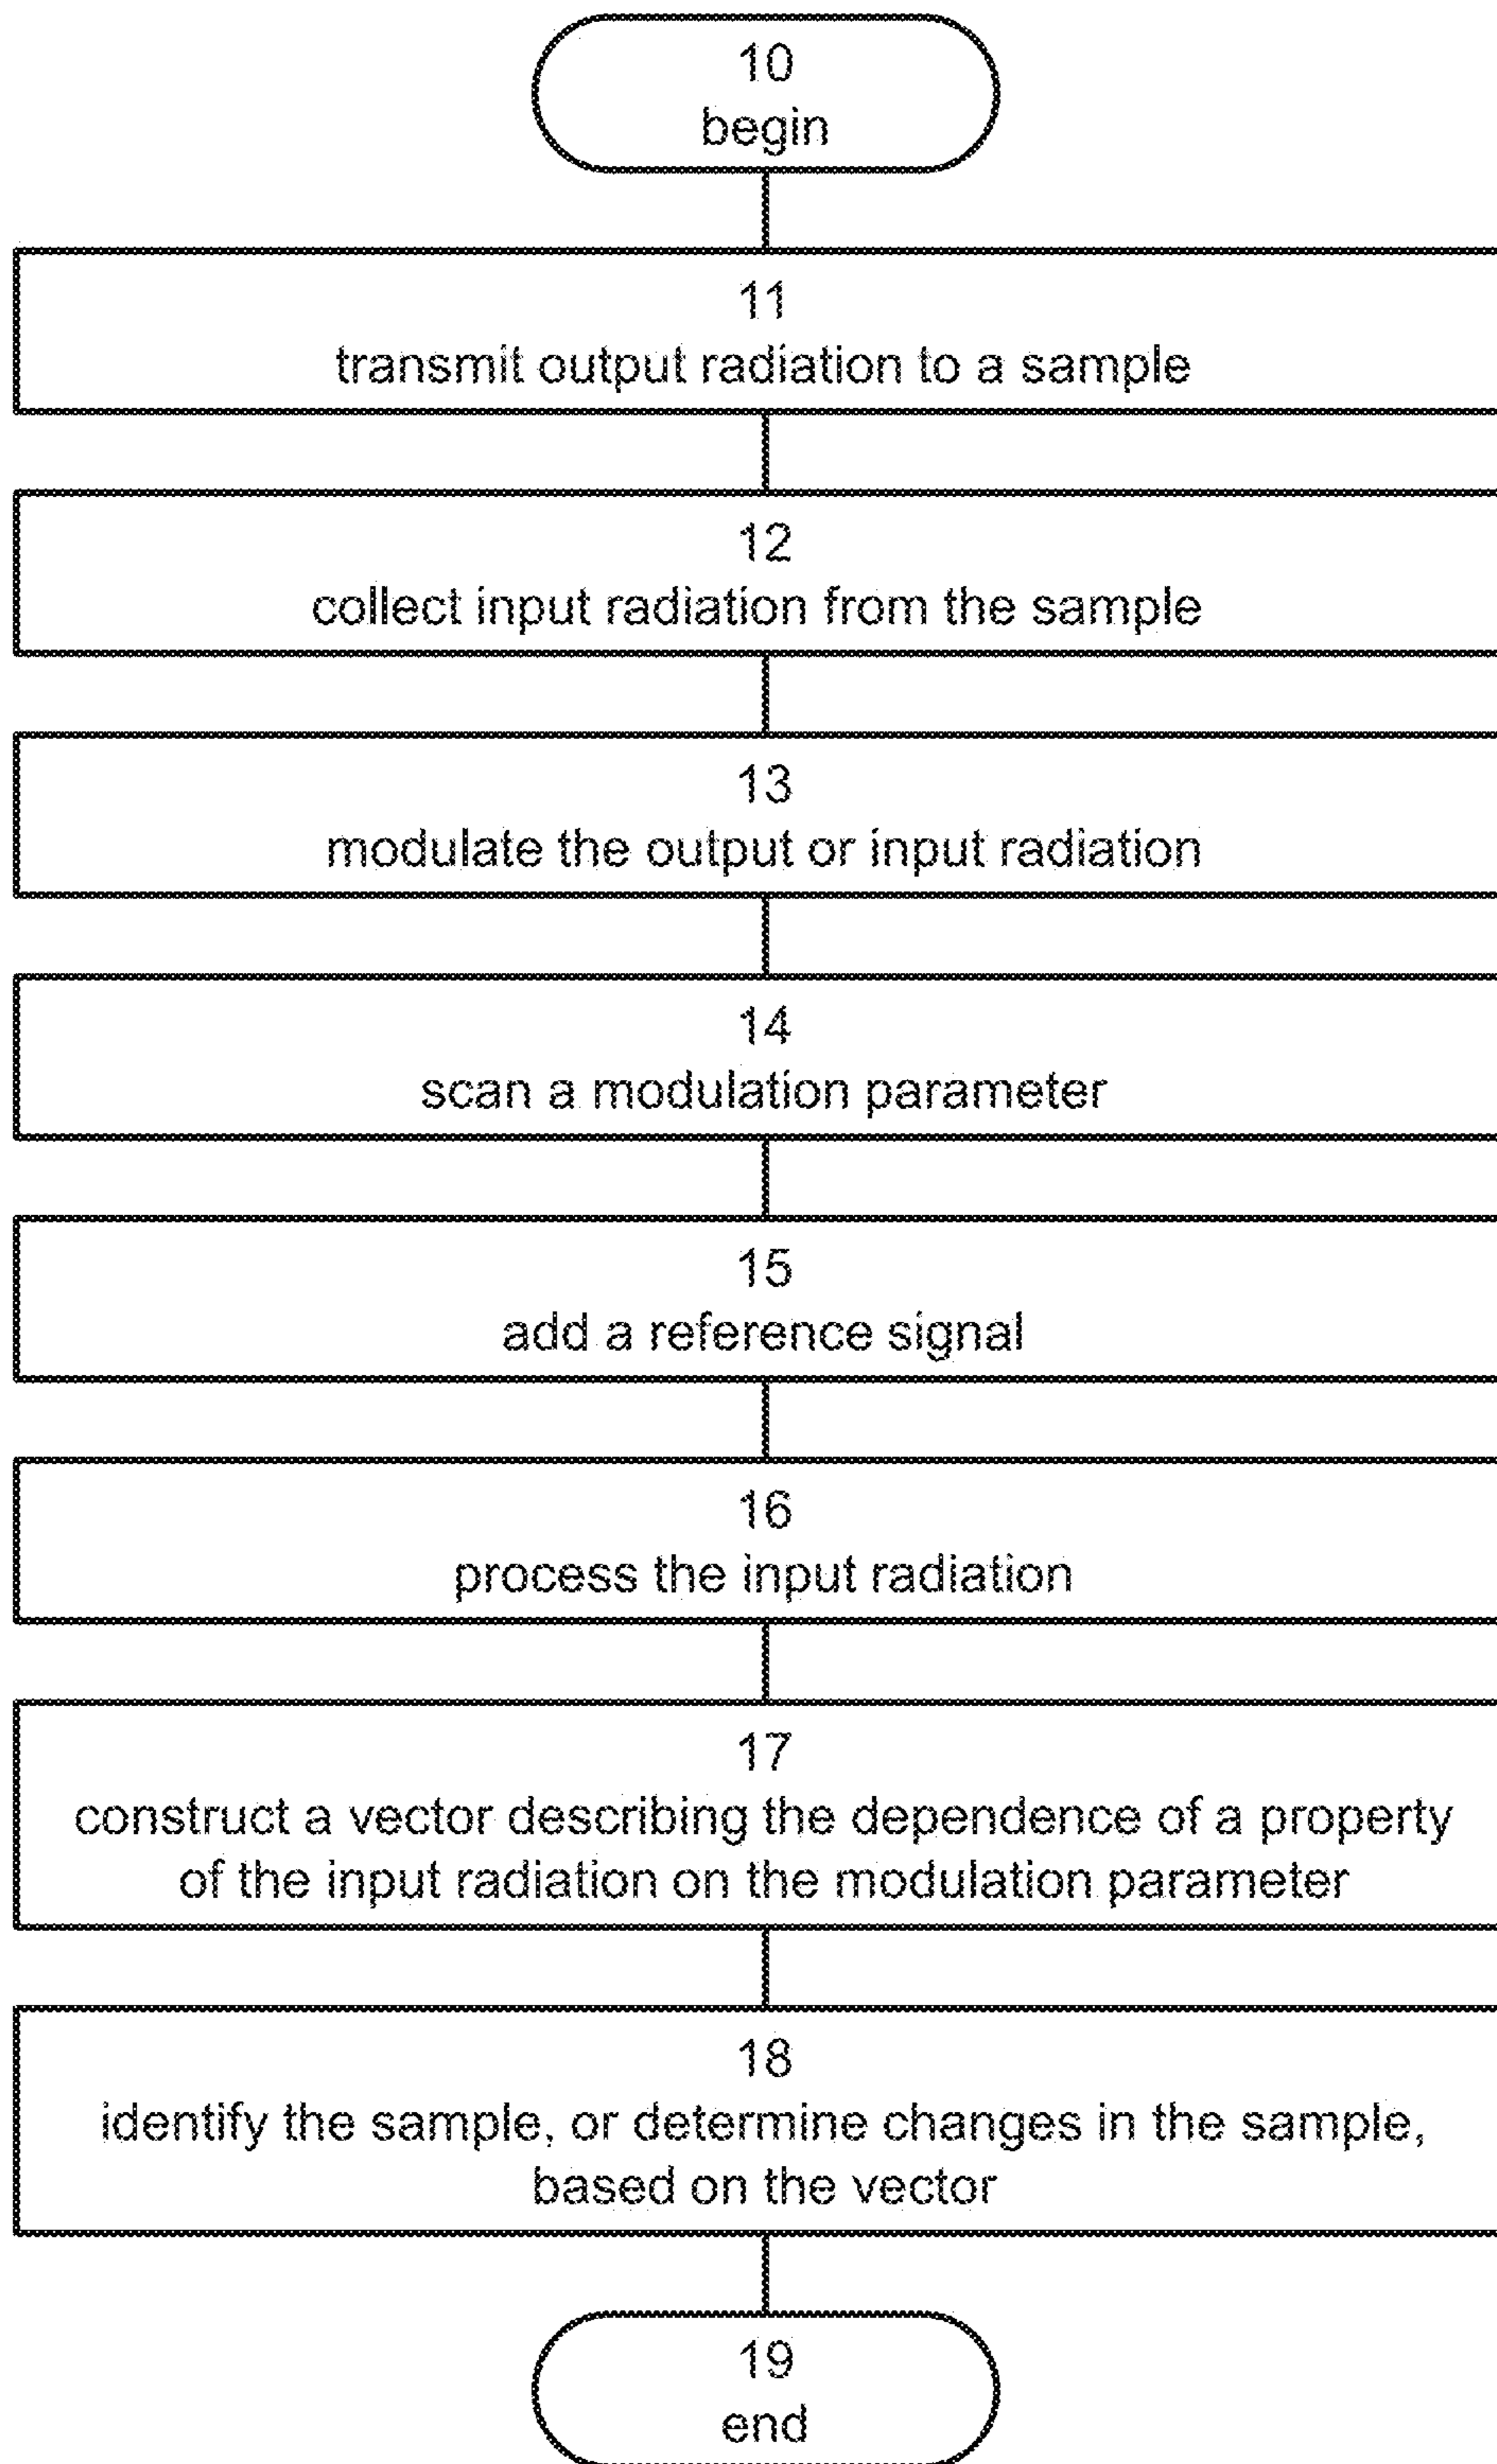 10
begin
11
transmit output radiation to a sample
12
collect input radiation from the sample
13
modulate the output or input radiation
14
scan a modulation parameter
15
add a reference signal
16
process the input radiation
17
construct a vector describing the dependence of a property
of the input radiation on the modulation parameter
18
identify the sample, or determine changes in the sample,
based on the vector
19
end